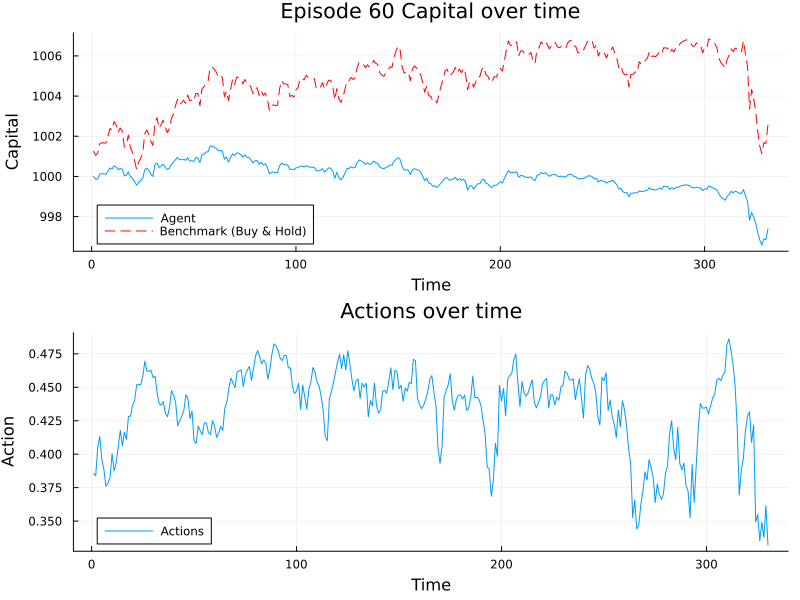 Episode 60 Capital over time
Capital
1006
1004
1002
1000
998
Agent
Benchmark (Buy & Hold)
0
100
200
300
Time
Actions over time
Action
0.475
0.450
0.425
0.400
0.375
0.350
Actions
0
100
200
300
Time